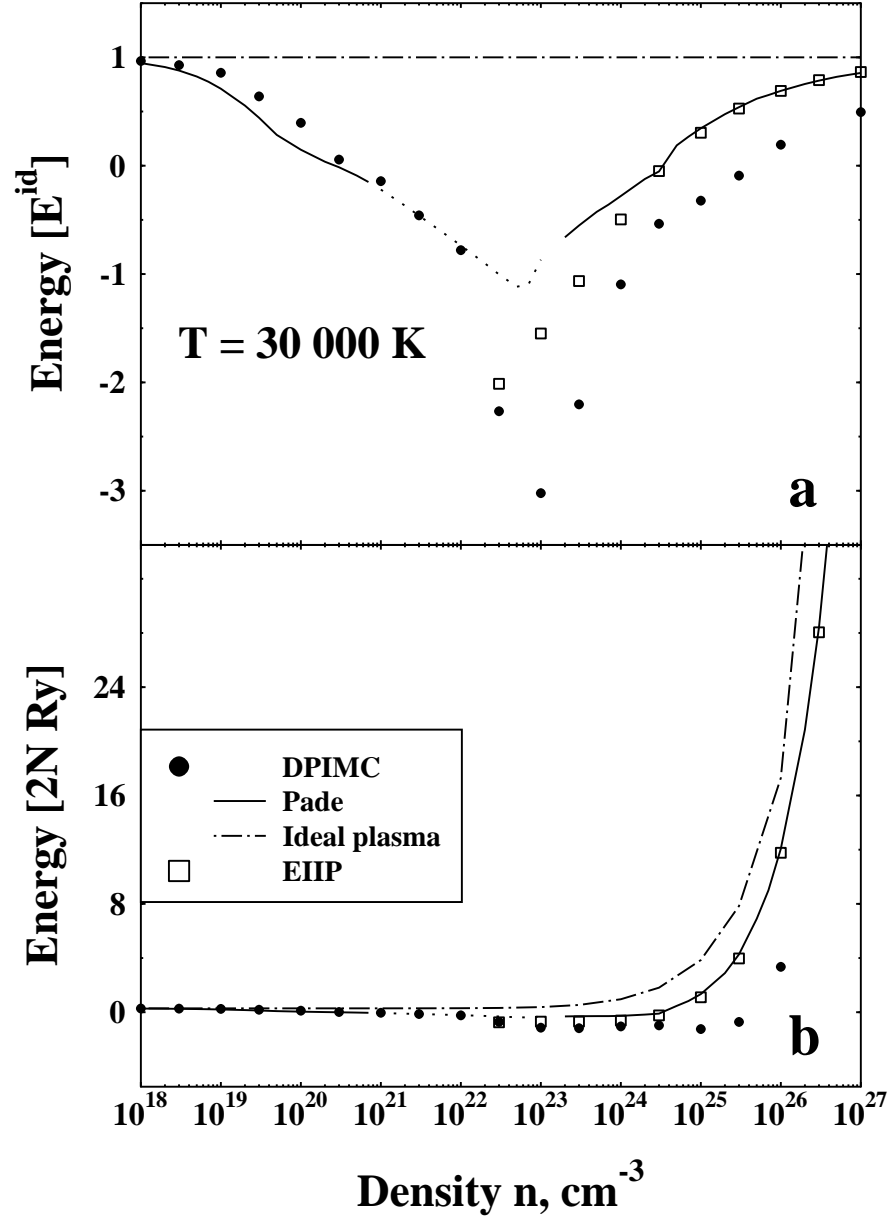 1
0
-1
-2
-3
Energy [E^id]
T = 30 000 K
a
24
16
8
0
Energy [2N Ry]
DPIMC
Pade
Ideal plasma
EIIP
b
10^18 10^19 10^20 10^21 10^22 10^23 10^24 10^25 10^26 10^27
Density n, cm^-3